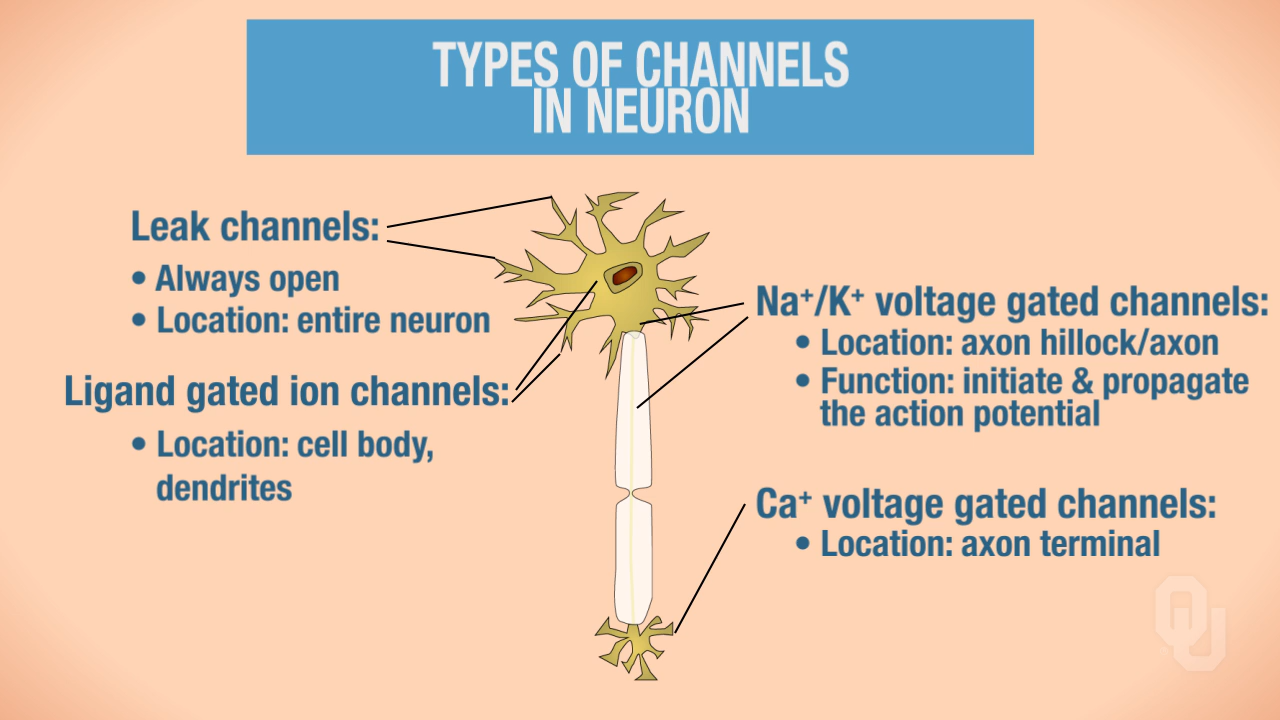 TYPES OF CHANNELS
IN NEURON
Leak channels:
• Always open
• Location: entire neuron
Ligand gated ion channels:
• Location: cell body,
dendrites
Na⁺/K⁺ voltage gated channels:
• Location: axon hillock/axon
• Function: initiate & propagate
the action potential
Ca⁺ voltage gated channels:
• Location: axon terminal
OU